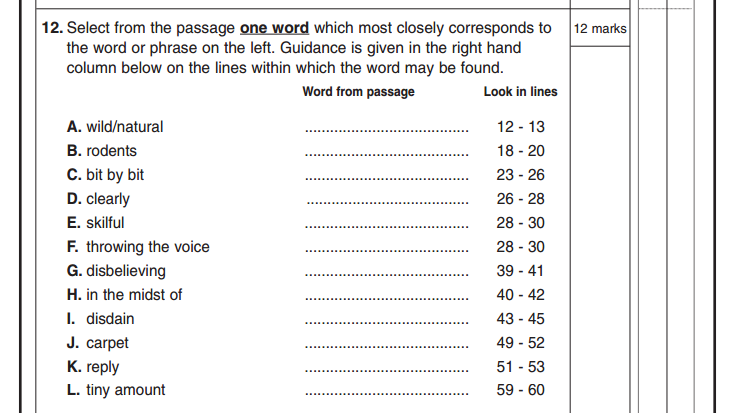 12. Select from the passage one word which most closely corresponds to
the word or phrase on the left. Guidance is given in the right hand
column below on the lines within which the word may be found.
12 marks
Word from passage Look in lines
A. wild/natural ........................................ 12 - 13
B. rodents ........................................ 18 - 20
C. bit by bit ........................................ 23 - 26
D. clearly ........................................ 26 - 28
E. skilful ........................................ 28 - 30
F. throwing the voice ........................................ 28 - 30
G. disbelieving ........................................ 39 - 41
H. in the midst of ........................................ 40 - 42
I. disdain ........................................ 43 - 45
J. carpet ........................................ 49 - 52
K. reply ........................................ 51 - 53
L. tiny amount ........................................ 59 - 60